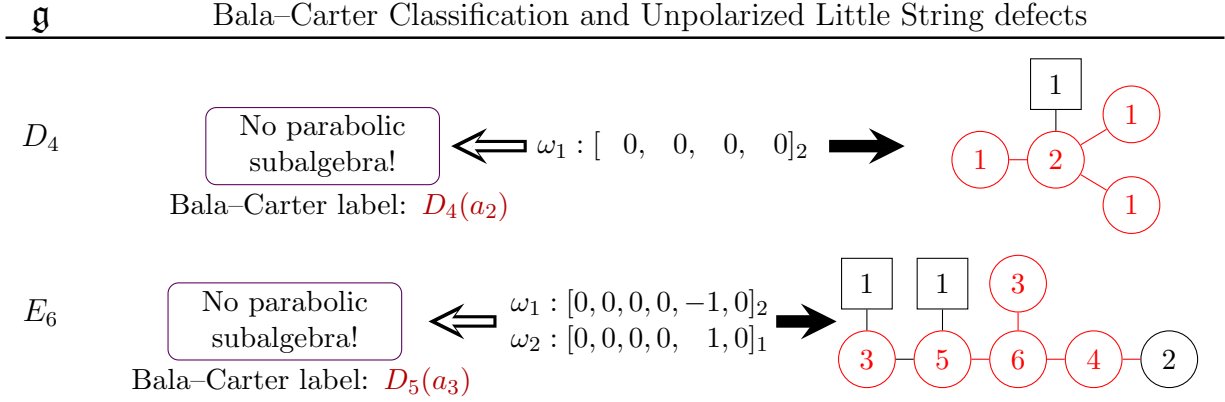 𝔤 Bala–Carter Classification and Unpolarized Little String defects
D₄
No parabolic
subalgebra!
Bala–Carter label: D₄(a₂)
ω₁ : [ 0, 0, 0, 0]₂
1
1
1 2
1
E₆
No parabolic
subalgebra!
Bala–Carter label: D₅(a₃)
ω₁ : [0, 0, 0, 0, −1, 0]₂
ω₂ : [0, 0, 0, 0, 1, 0]₁
1 1 3
3 5 6 4 2